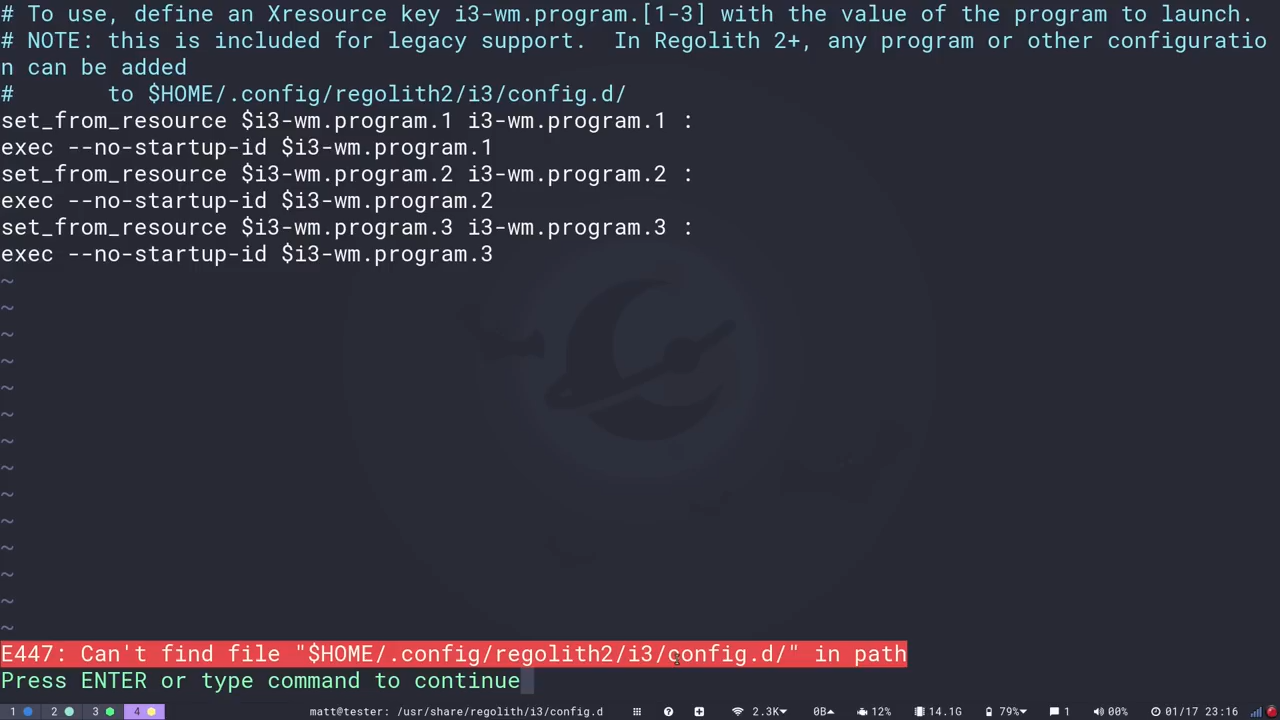 # To use, define an Xresource key i3-wm.program.[1-3] with the value of the program to launch.
# NOTE: this is included for legacy support.  In Regolith 2+, any program or other configuratio
n can be added
#       to $HOME/.config/regolith2/i3/config.d/
set_from_resource $i3-wm.program.1 i3-wm.program.1 :
exec --no-startup-id $i3-wm.program.1
set_from_resource $i3-wm.program.2 i3-wm.program.2 :
exec --no-startup-id $i3-wm.program.2
set_from_resource $i3-wm.program.3 i3-wm.program.3 :
exec --no-startup-id $i3-wm.program.3
~
~
~
~
~
~
~
~
~
~
~
~
~
~
E447: Can't find file "$HOME/.config/regolith2/i3/config.d/" in path
Press ENTER or type command to continue
1 2 3 4 matt@tester: /usr/share/regolith/i3/config.d 2.3K 0B 12% 14.1G 79% 1 00% 01/17 23:16